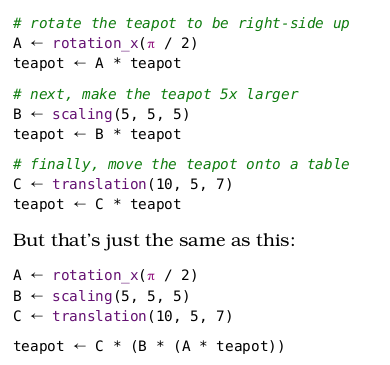 # rotate the teapot to be right-side up
A ← rotation_x(π / 2)
teapot ← A * teapot
# next, make the teapot 5x larger
B ← scaling(5, 5, 5)
teapot ← B * teapot
# finally, move the teapot onto a table
C ← translation(10, 5, 7)
teapot ← C * teapot
But that’s just the same as this:
A ← rotation_x(π / 2)
B ← scaling(5, 5, 5)
C ← translation(10, 5, 7)
teapot ← C * (B * (A * teapot))